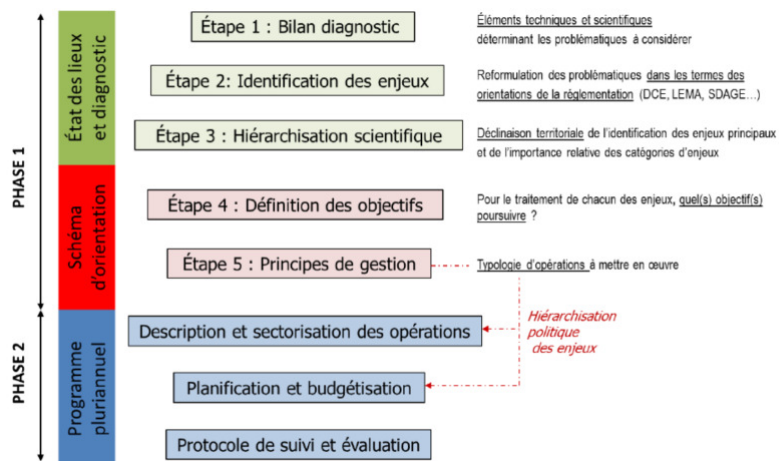 PHASE 1
État des lieux
et diagnostic
Étape 1 : Bilan diagnostic
Éléments techniques et scientifiques
déterminant les problématiques à considérer
Étape 2: Identification des enjeux
Reformulation des problématiques dans les termes des
orientations de la réglementation (DCE, LEMA, SDAGE…)
Étape 3 : Hiérarchisation scientifique
Déclinaison territoriale de l'identification des enjeux principaux
et de l'importance relative des catégories d'enjeux
Schéma
d'orientation
Étape 4 : Définition des objectifs
Pour le traitement de chacun des enjeux, quel(s) objectif(s)
poursuivre ?
Étape 5 : Principes de gestion
Typologie d'opérations à mettre en œuvre
Hiérarchisation
politique
des enjeux
PHASE 2
Programme
pluriannuel
Description et sectorisation des opérations
Planification et budgétisation
Protocole de suivi et évaluation